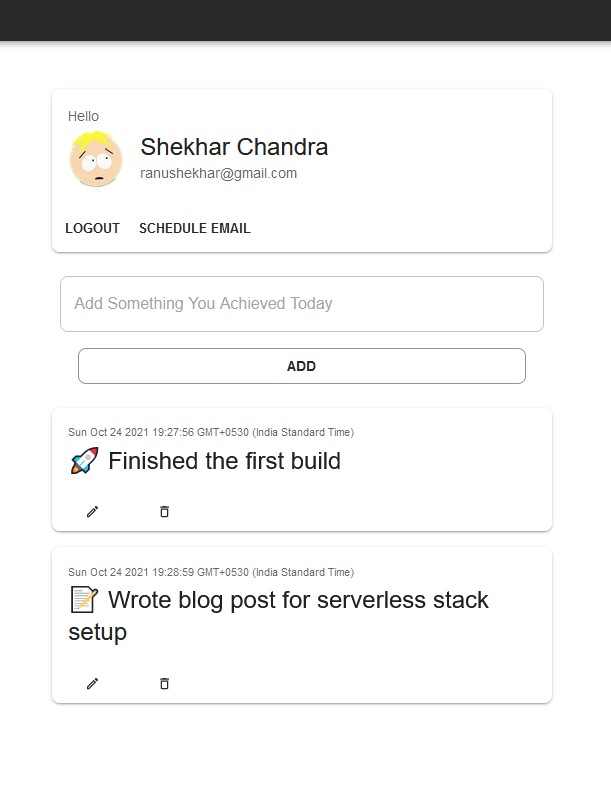 Hello
Shekhar Chandra
ranushekhar@gmail.com
LOGOUT SCHEDULE EMAIL
Add Something You Achieved Today
ADD
Sun Oct 24 2021 19:27:56 GMT+0530 (India Standard Time)
🚀 Finished the first build
Sun Oct 24 2021 19:28:59 GMT+0530 (India Standard Time)
📝 Wrote blog post for serverless stack
setup